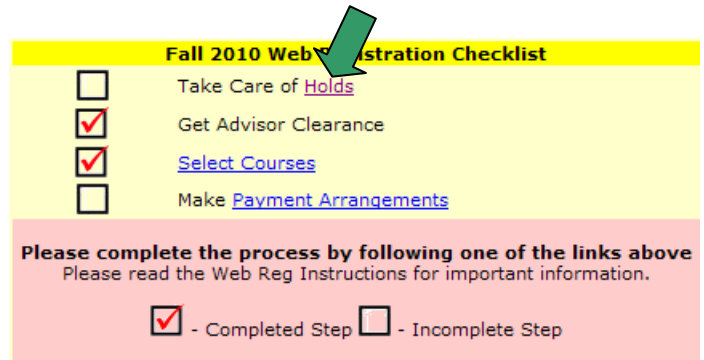 Fall 2010 Web stration Checklist
Take Care of Holds
Get Advisor Clearance
Select Courses
Make Payment Arrangements
Please complete the process by following one of the links above
Please read the Web Reg Instructions for important information.
- Completed Step - Incomplete Step